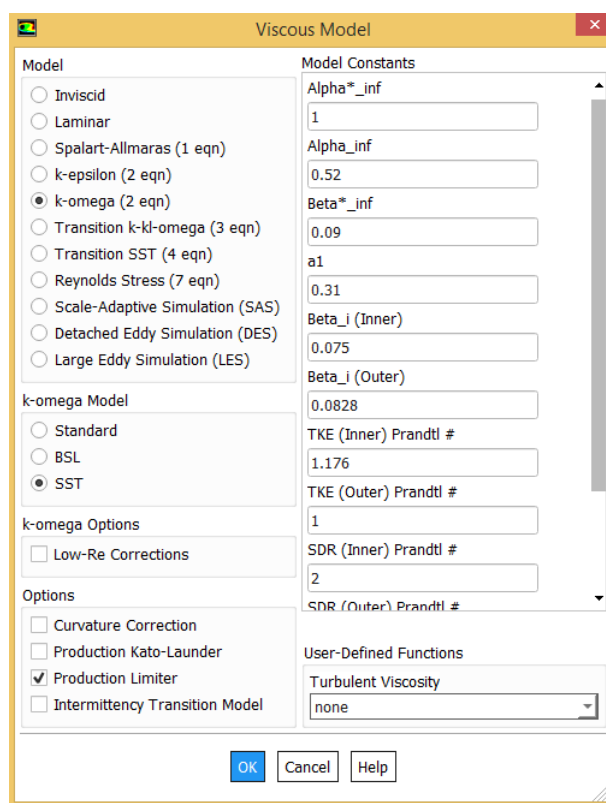 Viscous Model
Model
Inviscid
Laminar
Spalart-Allmaras (1 eqn)
k-epsilon (2 eqn)
k-omega (2 eqn)
Transition k-kl-omega (3 eqn)
Transition SST (4 eqn)
Reynolds Stress (7 eqn)
Scale-Adaptive Simulation (SAS)
Detached Eddy Simulation (DES)
Large Eddy Simulation (LES)
k-omega Model
Standard
BSL
SST
k-omega Options
Low-Re Corrections
Options
Curvature Correction
Production Kato-Launder
Production Limiter
Intermittency Transition Model
Model Constants
Alpha*_inf
1
Alpha_inf
0.52
Beta*_inf
0.09
a1
0.31
Beta_i (Inner)
0.075
Beta_i (Outer)
0.0828
TKE (Inner) Prandtl #
1.176
TKE (Outer) Prandtl #
1
SDR (Inner) Prandtl #
2
SDR (Outer) Prandtl #
User-Defined Functions
Turbulent Viscosity
none
OK Cancel Help